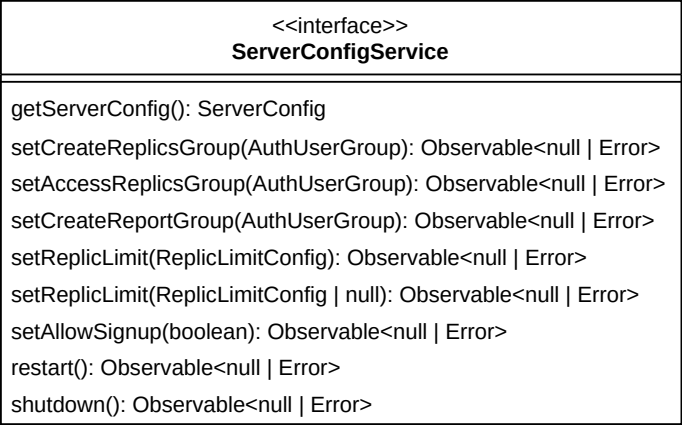 <<interface>>
ServerConfigService
getServerConfig(): ServerConfig
setCreateReplicsGroup(AuthUserGroup): Observable<null | Error>
setAccessReplicsGroup(AuthUserGroup): Observable<null | Error>
setCreateReportGroup(AuthUserGroup): Observable<null | Error>
setReplicLimit(ReplicLimitConfig): Observable<null | Error>
setReplicLimit(ReplicLimitConfig | null): Observable<null | Error>
setAllowSignup(boolean): Observable<null | Error>
restart(): Observable<null | Error>
shutdown(): Observable<null | Error>